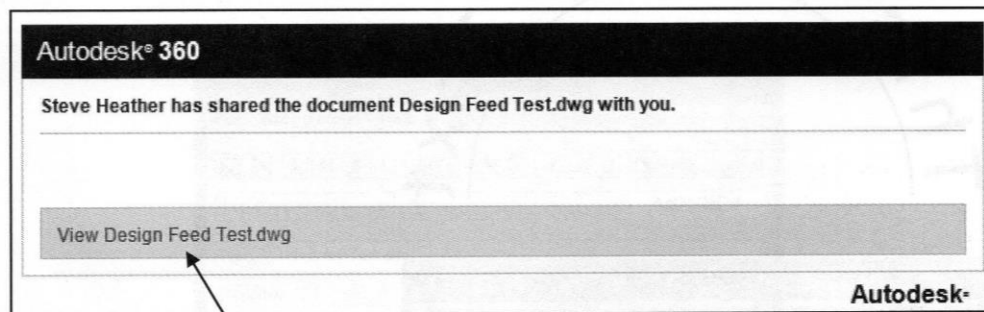 Autodesk® 360
Steve Heather has shared the document Design Feed Test.dwg with you.
View Design Feed Test.dwg
Autodesk®